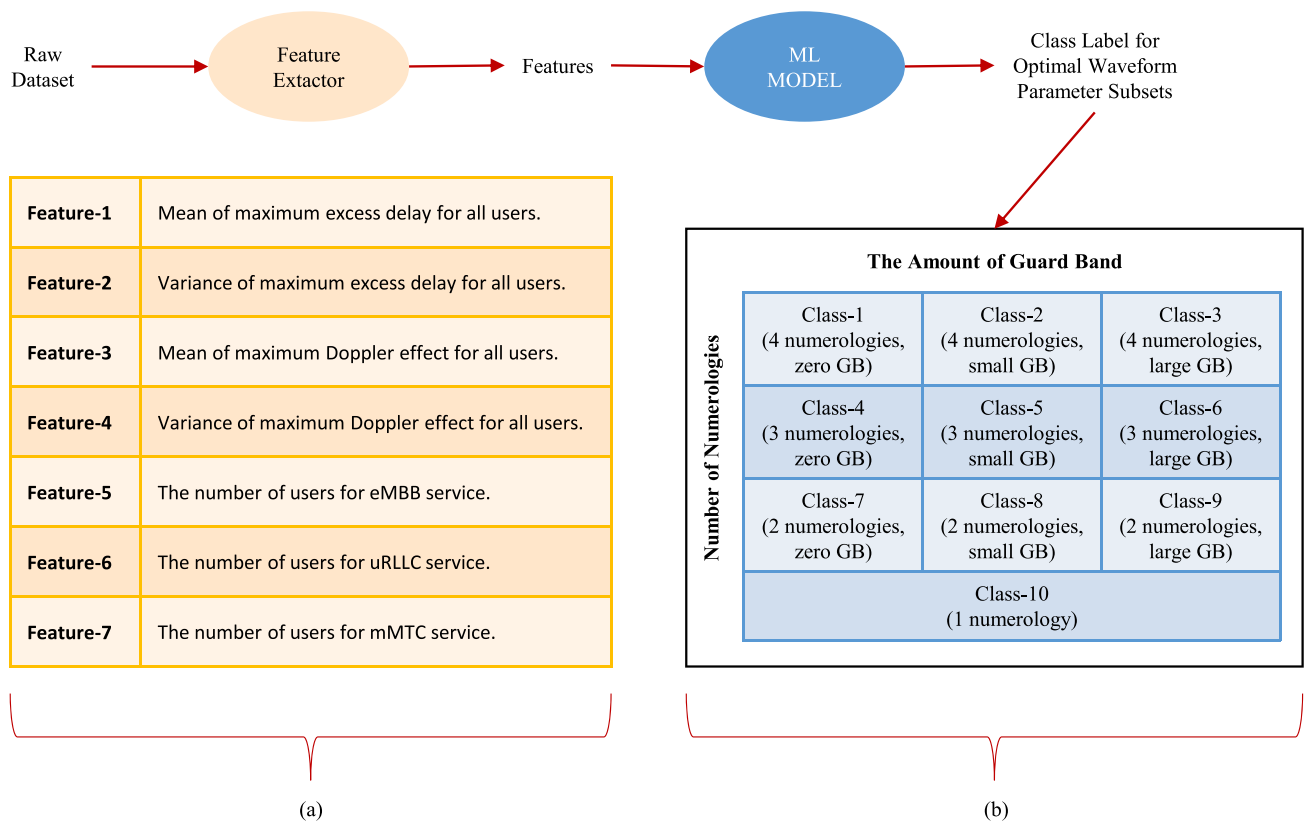 Raw
Dataset
Feature
Extactor
Features
ML
MODEL
Class Label for
Optimal Waveform
Parameter Subsets
Feature-1 Mean of maximum excess delay for all users.
Feature-2 Variance of maximum excess delay for all users.
Feature-3 Mean of maximum Doppler effect for all users.
Feature-4 Variance of maximum Doppler effect for all users.
Feature-5 The number of users for eMBB service.
Feature-6 The number of users for uRLLC service.
Feature-7 The number of users for mMTC service.
(a)
The Amount of Guard Band
Number of Numerologies
Class-1
(4 numerologies,
zero GB)
Class-2
(4 numerologies,
small GB)
Class-3
(4 numerologies,
large GB)
Class-4
(3 numerologies,
zero GB)
Class-5
(3 numerologies,
small GB)
Class-6
(3 numerologies,
large GB)
Class-7
(2 numerologies,
zero GB)
Class-8
(2 numerologies,
small GB)
Class-9
(2 numerologies,
large GB)
Class-10
(1 numerology)
(b)